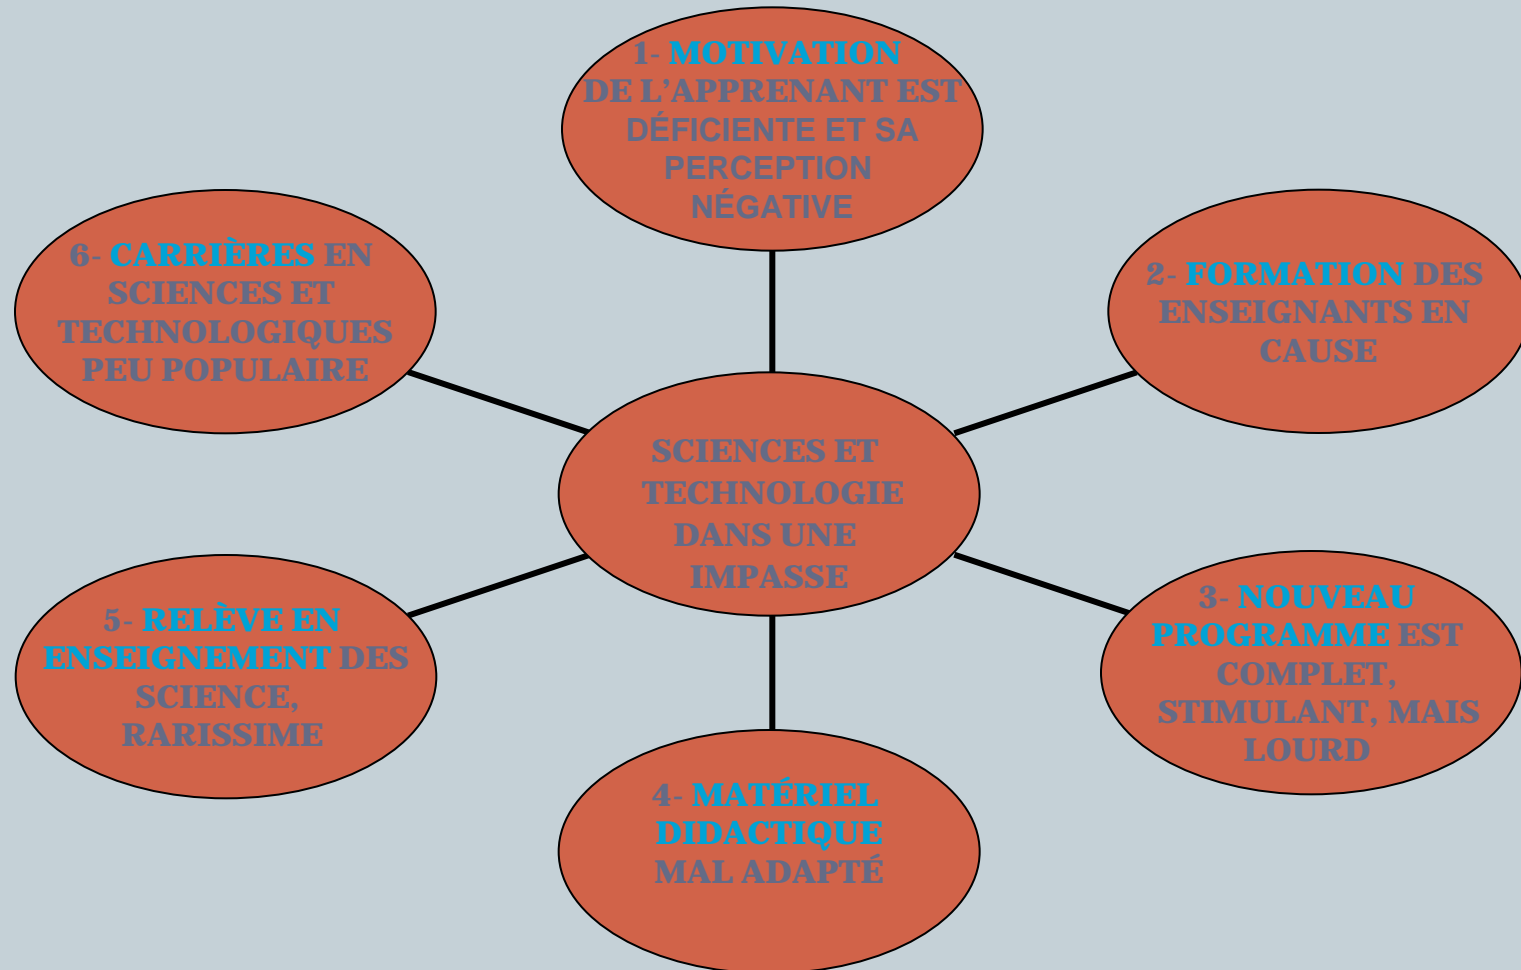 1- MOTIVATION
DE L'APPRENANT EST
DÉFICIENTE ET SA
PERCEPTION
NÉGATIVE
2- FORMATION DES
ENSEIGNANTS EN
CAUSE
3- NOUVEAU
PROGRAMME EST
COMPLET,
STIMULANT, MAIS
LOURD
4- MATÉRIEL
DIDACTIQUE
MAL ADAPTÉ
5- RELÈVE EN
ENSEIGNEMENT DES
SCIENCE,
RARISSIME
6- CARRIÈRES EN
SCIENCES ET
TECHNOLOGIQUES
PEU POPULAIRE
SCIENCES ET
TECHNOLOGIE
DANS UNE
IMPASSE